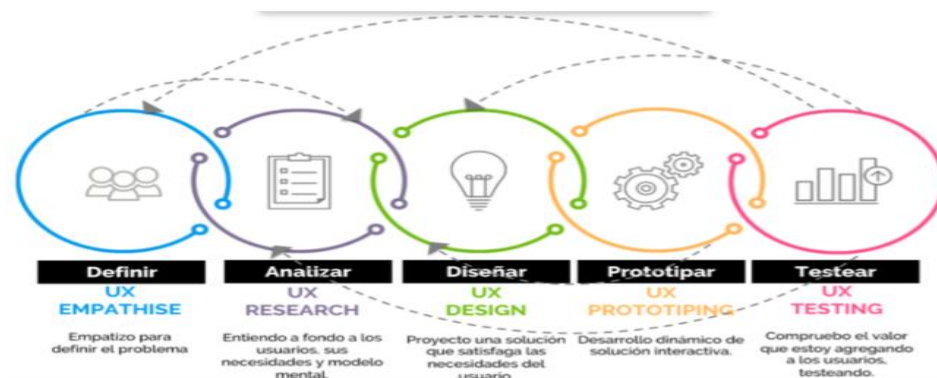 Definir
UX
EMPATHISE
Empatizo para
definir el problema
Analizar
UX
RESEARCH
Entiendo a fondo a los
usuarios, sus
necesidades y modelo
mental.
Diseñar
UX
DESIGN
Proyecto una solución
que satisfaga las
necesidades del
usuario.
Prototipar
UX
PROTOTIPING
Desarrollo dinámico de
solución interactiva.
Testear
UX
TESTING
Compruebo el valor
que estoy agregando
a los usuarios,
testeando.